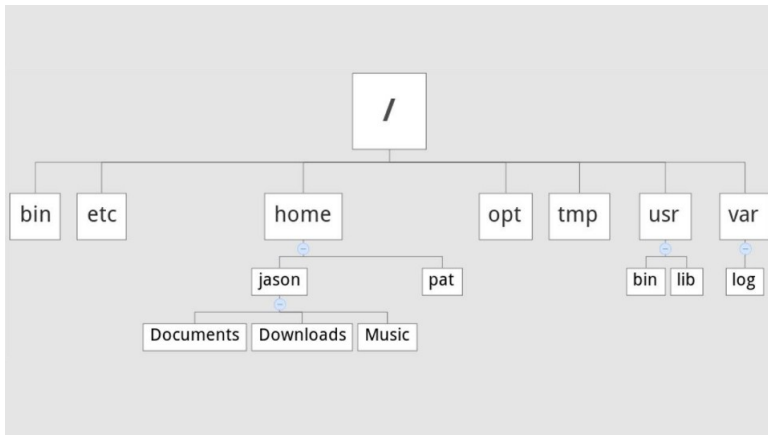 /
bin etc home opt tmp usr var
jason pat bin lib log
Documents Downloads Music